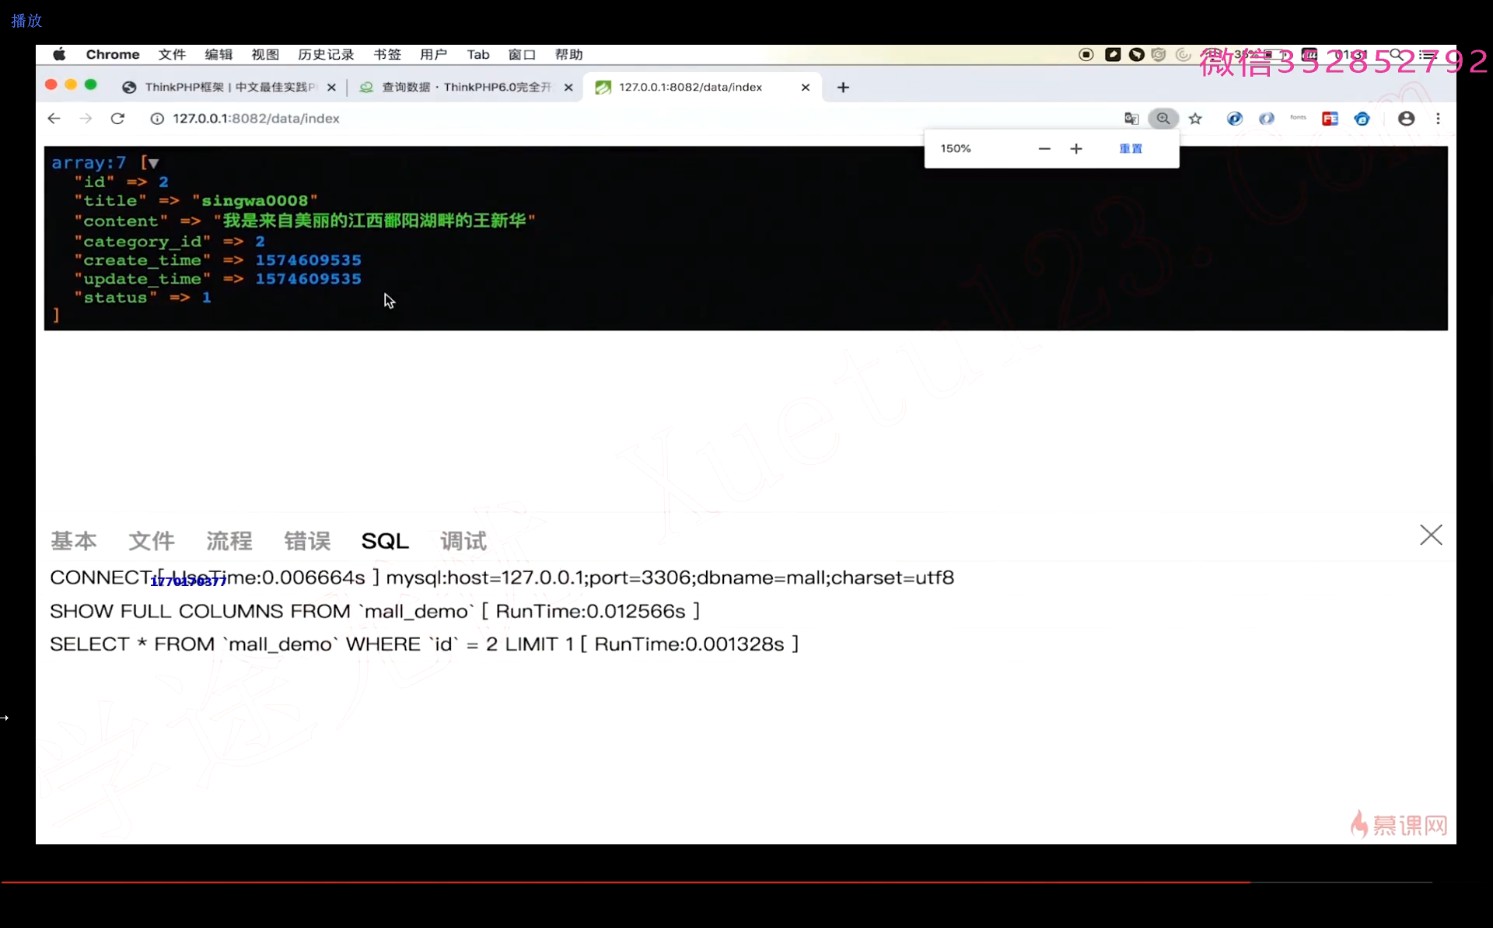 播放
Chrome 文件 编辑 视图 历史记录 书签 用户 Tab 窗口 帮助
微信352852792
ThinkPHP框架 | 中文最佳实践P
查询数据 · ThinkPHP6.0完全开
127.0.0.1:8082/data/index
127.0.0.1:8082/data/index
150% − + 重置
array:7 [▼
"id" => 2
"title" => "singwa0008"
"content" => "我是来自美丽的江西鄱阳湖畔的王新华"
"category_id" => 2
"create_time" => 1574609535
"update_time" => 1574609535
"status" => 1
]
基本 文件 流程 错误 SQL 调试
CONNECT:[ UseTime:0.006664s ] mysql:host=127.0.0.1;port=3306;dbname=mall;charset=utf8
1770170377
SHOW FULL COLUMNS FROM `mall_demo` [ RunTime:0.012566s ]
SELECT * FROM `mall_demo` WHERE `id` = 2 LIMIT 1 [ RunTime:0.001328s ]
慕课网